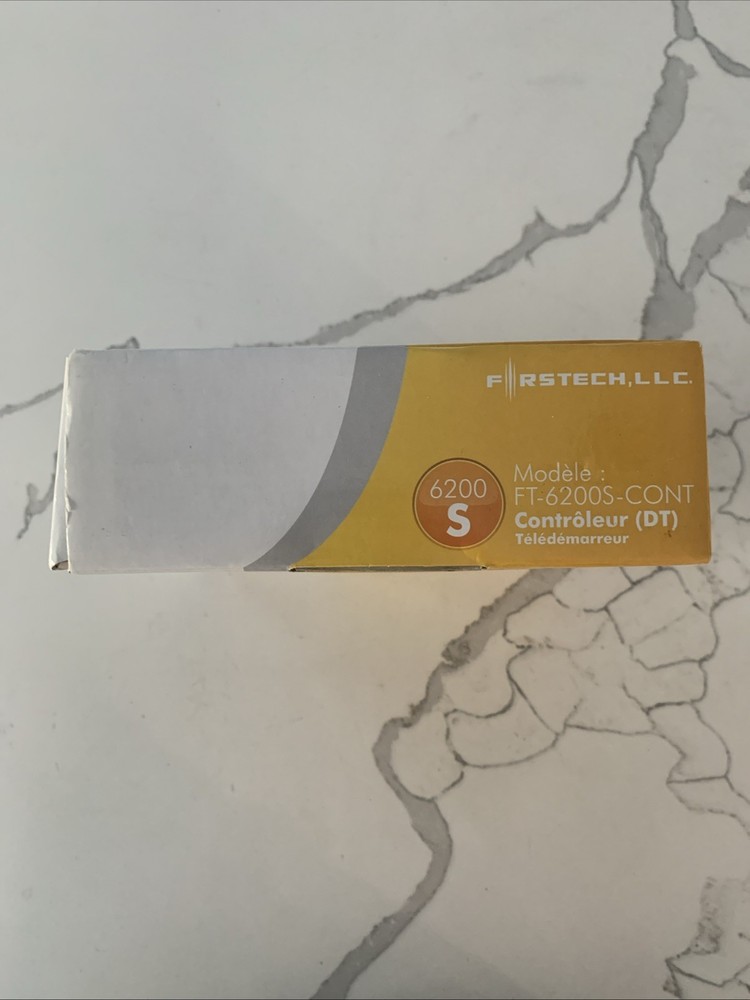 FIRSTECH,LLC.
6200
S
Modèle :
FT-6200S-CONT
Contrôleur (DT)
Télédémarreur